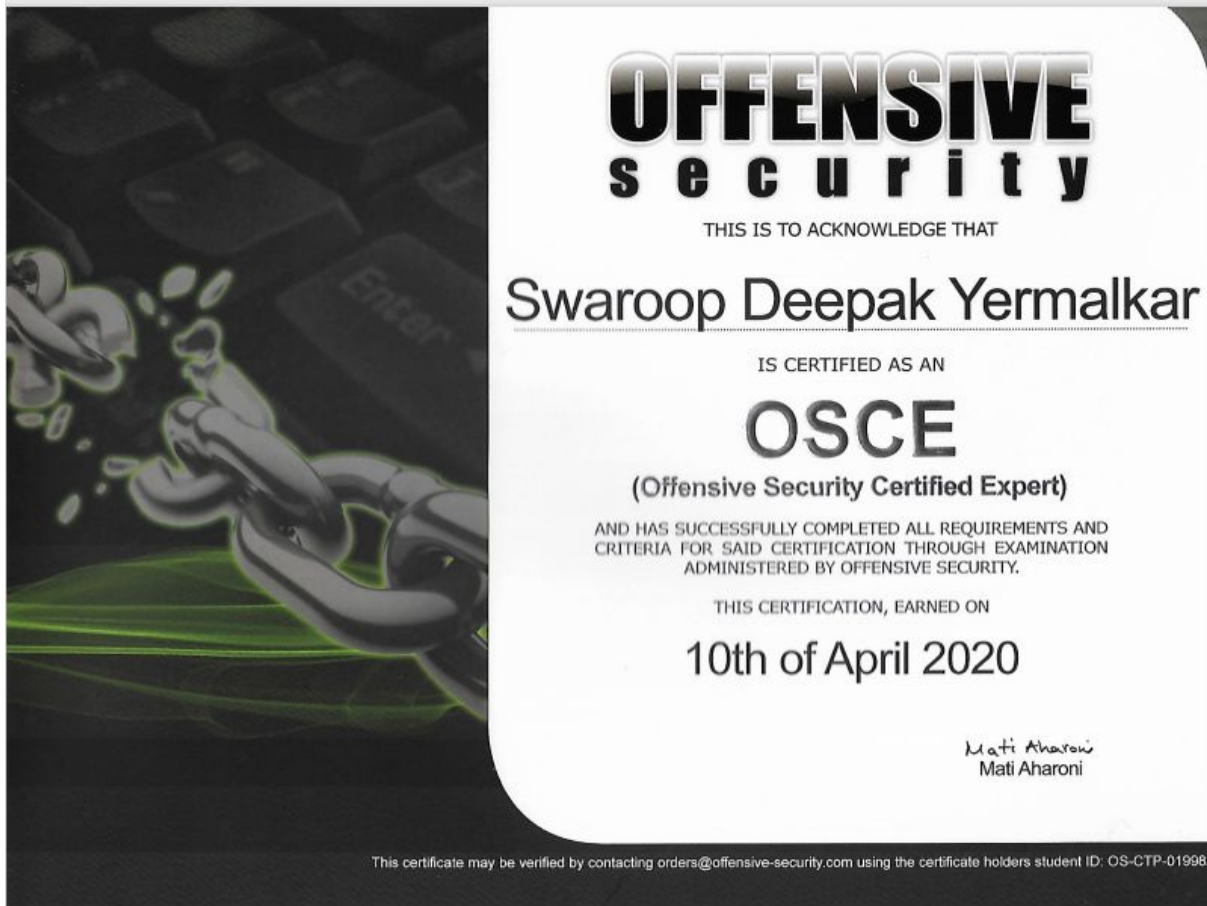 OFFENSIVE
security
THIS IS TO ACKNOWLEDGE THAT
Swaroop Deepak Yermalkar
IS CERTIFIED AS AN
OSCE
(Offensive Security Certified Expert)
AND HAS SUCCESSFULLY COMPLETED ALL REQUIREMENTS AND
CRITERIA FOR SAID CERTIFICATION THROUGH EXAMINATION
ADMINISTERED BY OFFENSIVE SECURITY.
THIS CERTIFICATION, EARNED ON
10th of April 2020
Mati Aharoni
Mati Aharoni
Enter
This certificate may be verified by contacting orders@offensive-security.com using the certificate holders student ID: OS-CTP-01998